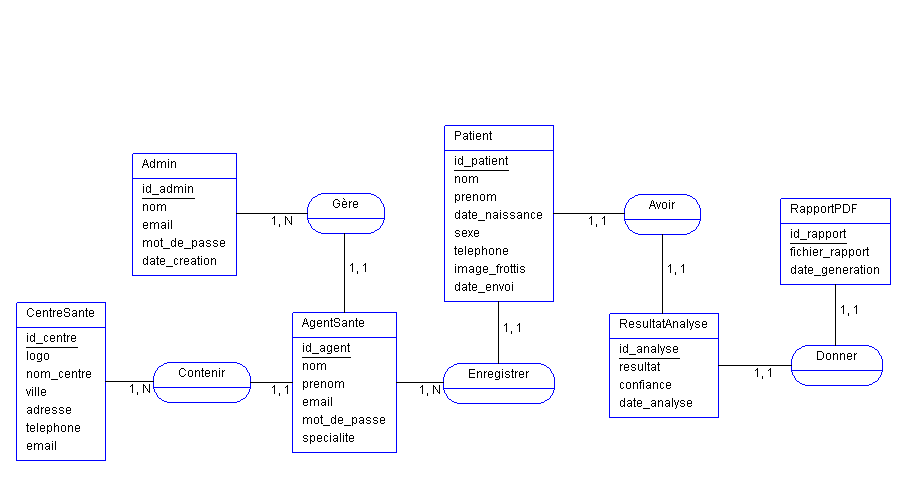 Patient
id_patient
nom
prenom
date_naissance
sexe
telephone
image_frottis
date_envoi
Admin
id_admin
nom
email
mot_de_passe
date_creation
Gère
1, N
1, 1
Avoir
1, 1
1, 1
RapportPDF
id_rapport
fichier_rapport
date_generation
1, 1
CentreSante
id_centre
logo
nom_centre
ville
adresse
telephone
email
Contenir
1, N
1, 1
AgentSante
id_agent
nom
prenom
email
mot_de_passe
specialite
1, 1
Enregistrer
1, N
ResultatAnalyse
id_analyse
resultat
confiance
date_analyse
Donner
1, 1